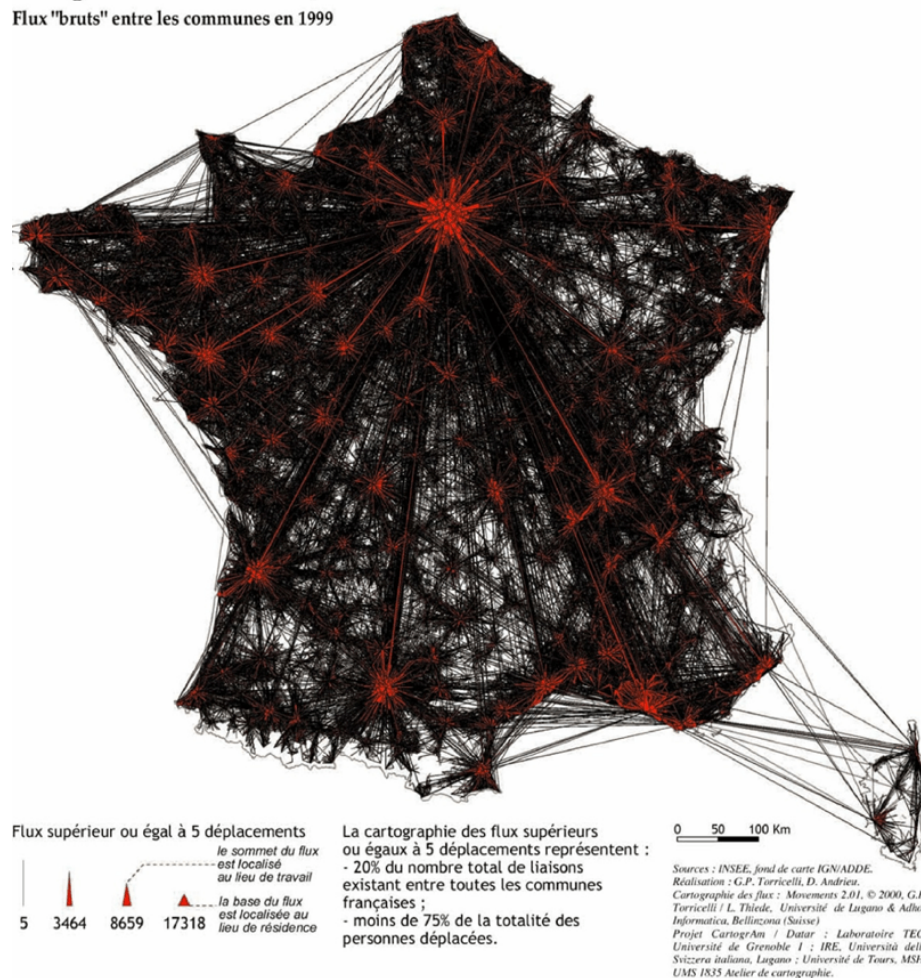 Flux "bruts" entre les communes en 1999
Flux supérieur ou égal à 5 déplacements
le sommet du flux
est localisé
au lieu de travail
la base du flux
est localisée au
lieu de résidence
5 3464 8659 17318
La cartographie des flux supérieurs
ou égaux à 5 déplacements représentent :
- 20% du nombre total de liaisons
existant entre toutes les communes
françaises ;
- moins de 75% de la totalité des
personnes déplacées.
0 50 100 Km
Sources : INSEE, fond de carte IGN/ADDE.
Réalisation : G.P. Torricelli, D. Andrieu.
Cartographie des flux : Movements 2.01, © 2000, G.P.
Torricelli / L. Thiede, Université de Lugano & Adhoc
Informatica, Bellinzona (Suisse)
Projet CartogrAm / Datar : Laboratoire TEO
Université de Grenoble 1 ; IRE, Università dell
Svizzera italiana, Lugano ; Université de Tours, MSH
UMS 1835 Atelier de cartographie.